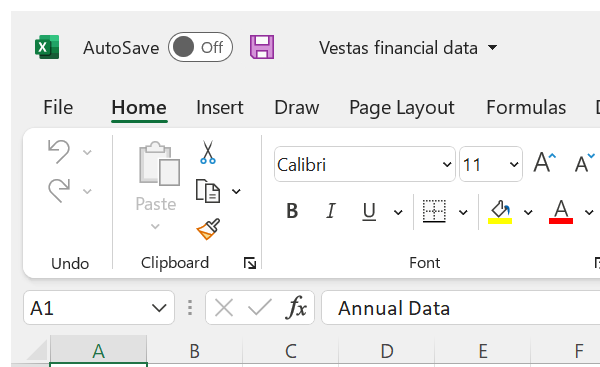 AutoSave Off Vestas financial data
File Home Insert Draw Page Layout Formulas
Calibri 11 A A
Paste B I U A
Undo Clipboard Font
A1 fx Annual Data
A B C D E F